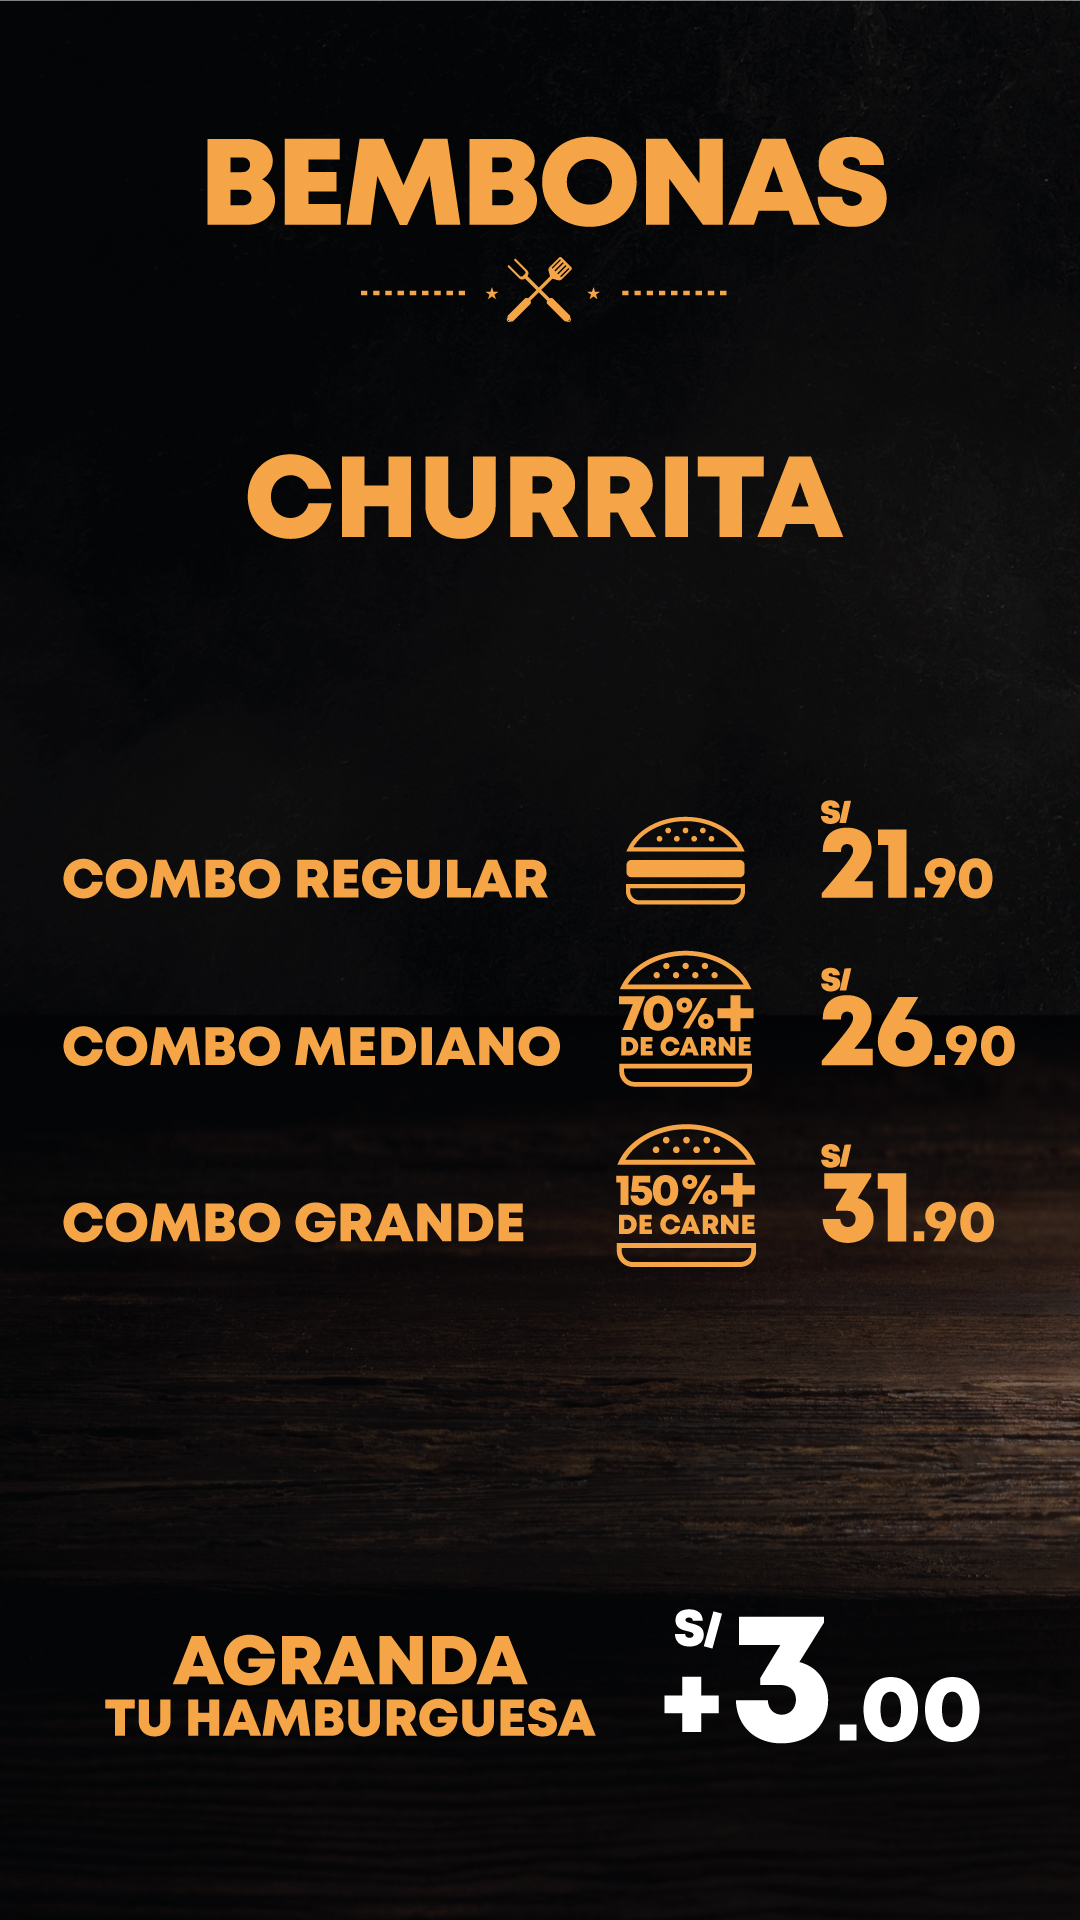 BEMBONAS
CHURRITA
COMBO REGULAR
S/
21.90
COMBO MEDIANO
70%+
DE CARNE
S/
26.90
COMBO GRANDE
150%+
DE CARNE
S/
31.90
AGRANDA
TU HAMBURGUESA
S/
+3.00